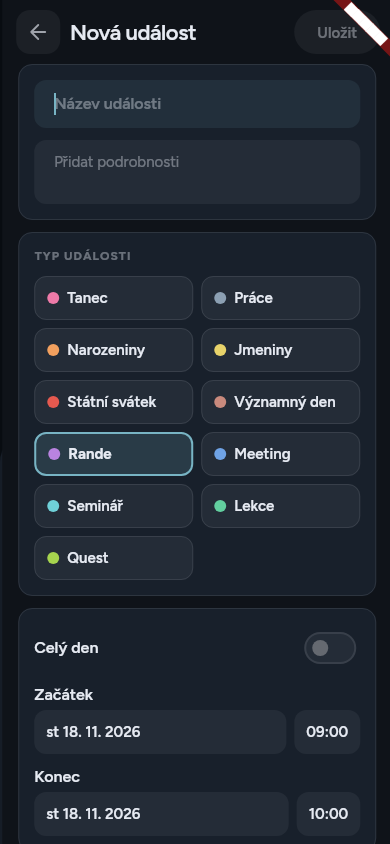 Nová událost
Uložit
Název události
Přidat podrobnosti
TYP UDÁLOSTI
Tanec
Práce
Narozeniny
Jmeniny
Státní svátek
Významný den
Rande
Meeting
Seminář
Lekce
Quest
Celý den
Začátek
st 18. 11. 2026
09:00
Konec
st 18. 11. 2026
10:00